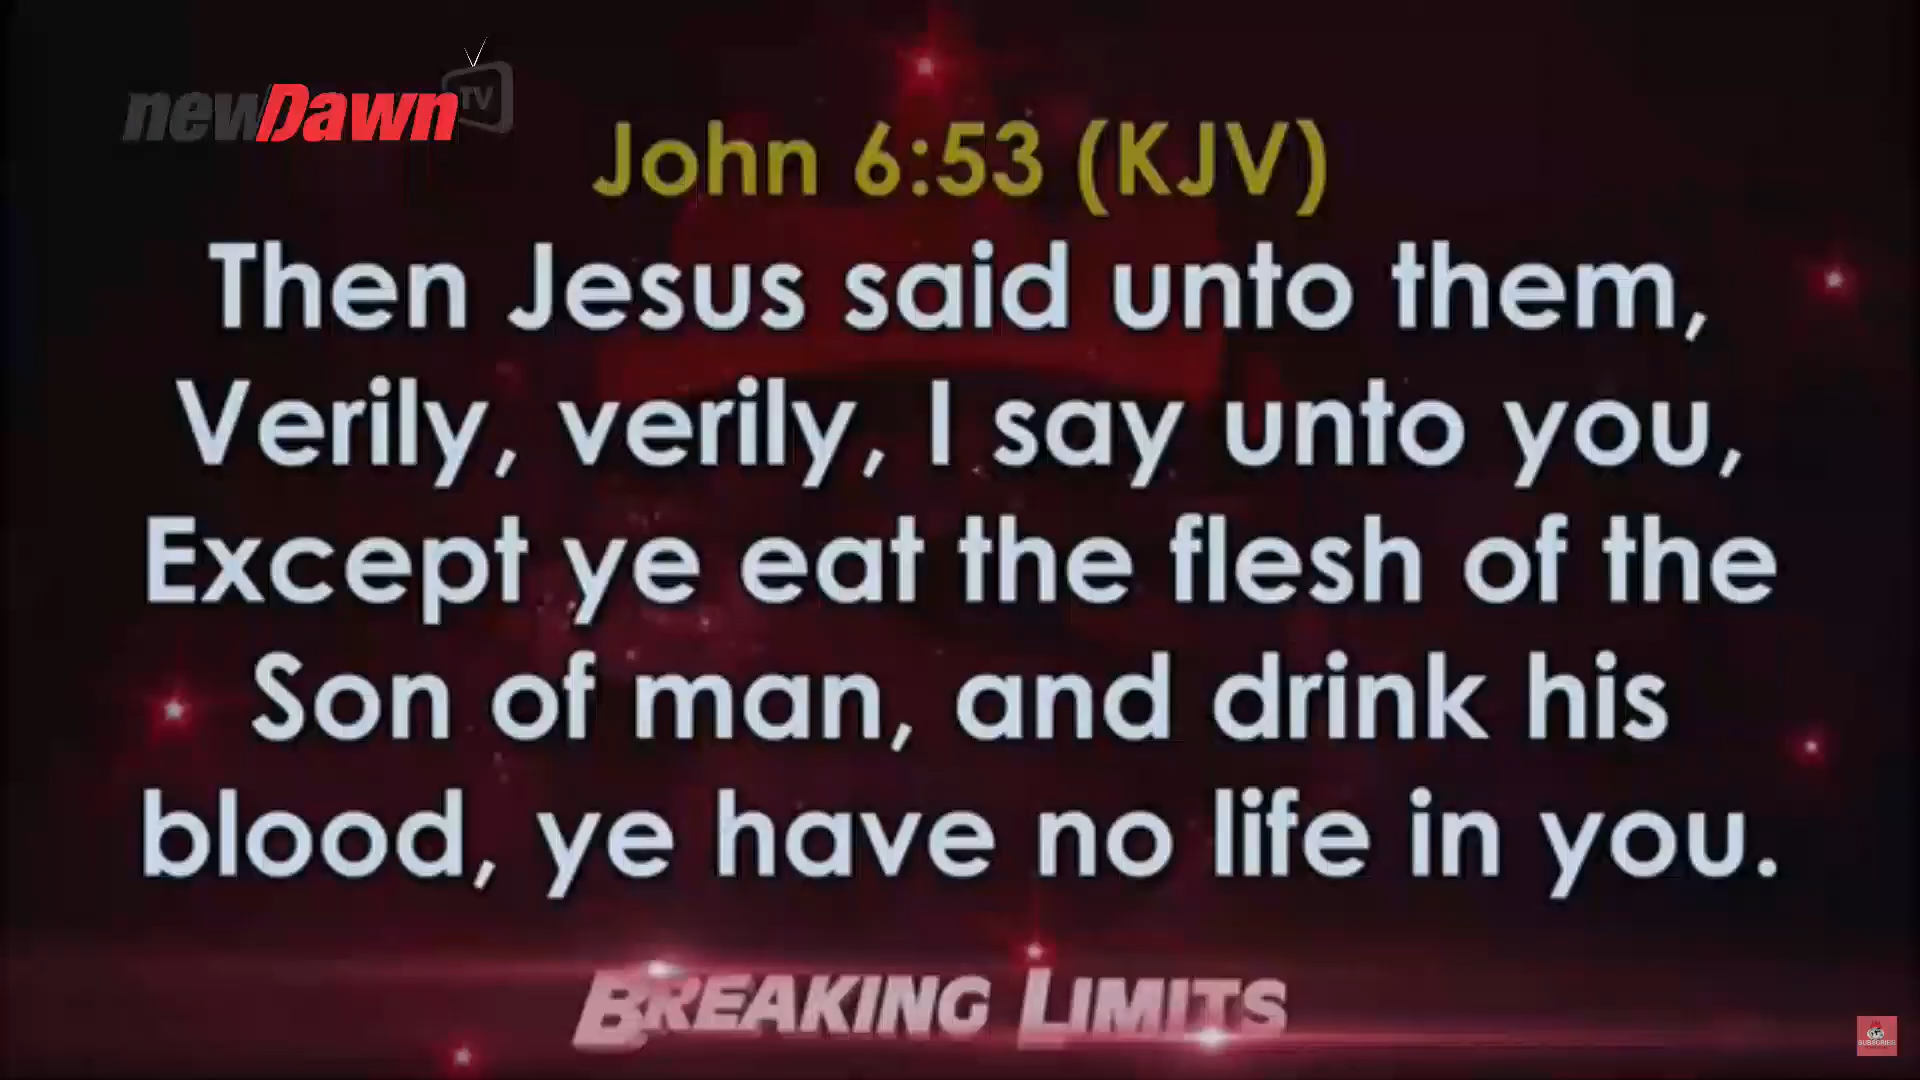 newDawn TV
John 6:53 (KJV)
Then Jesus said unto them,
Verily, verily, I say unto you,
Except ye eat the flesh of the
Son of man, and drink his
blood, ye have no life in you.
BREAKING LIMITS
SUBSCRIBE